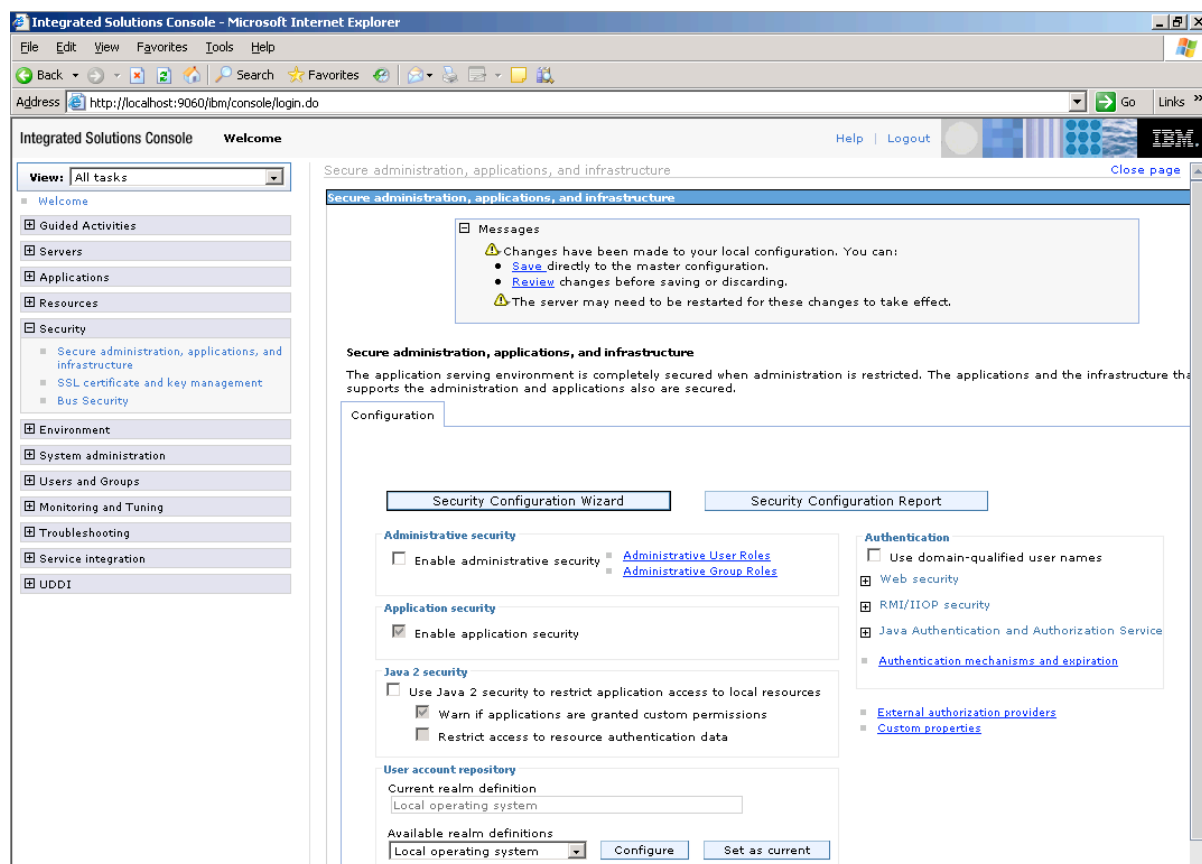 Integrated Solutions Console - Microsoft Internet Explorer
File Edit View Favorites Tools Help
Back Search Favorites
Address http://localhost:9060/ibm/console/login.do Go Links »
Integrated Solutions Console Welcome Help | Logout IBM.
View: All tasks
Welcome
Guided Activities
Servers
Applications
Resources
Security
Secure administration, applications, and
infrastructure
SSL certificate and key management
Bus Security
Environment
System administration
Users and Groups
Monitoring and Tuning
Troubleshooting
Service integration
UDDI
Secure administration, applications, and infrastructure Close page
Secure administration, applications, and infrastructure
Messages
Changes have been made to your local configuration. You can:
Save directly to the master configuration.
Review changes before saving or discarding.
The server may need to be restarted for these changes to take effect.
Secure administration, applications, and infrastructure
The application serving environment is completely secured when administration is restricted. The applications and the infrastructure tha
supports the administration and applications also are secured.
Configuration
Security Configuration Wizard Security Configuration Report
Administrative security
Enable administrative security
Administrative User Roles
Administrative Group Roles
Application security
Enable application security
Java 2 security
Use Java 2 security to restrict application access to local resources
Warn if applications are granted custom permissions
Restrict access to resource authentication data
User account repository
Current realm definition
Local operating system
Available realm definitions
Local operating system Configure Set as current
Authentication
Use domain-qualified user names
Web security
RMI/IIOP security
Java Authentication and Authorization Service
Authentication mechanisms and expiration
External authorization providers
Custom properties